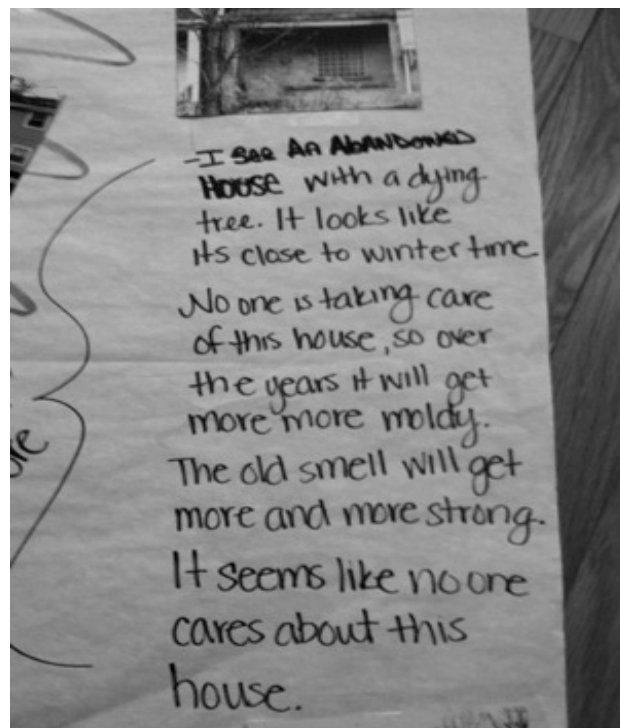 -I SEE AN ABANDONED
HOUSE with a dying
tree. It looks like
its close to winter time
No one is taking care
of this house, so over
the years it will get
more more moldy.
The old smell will get
more and more strong.
It seems like no one
cares about this
house.